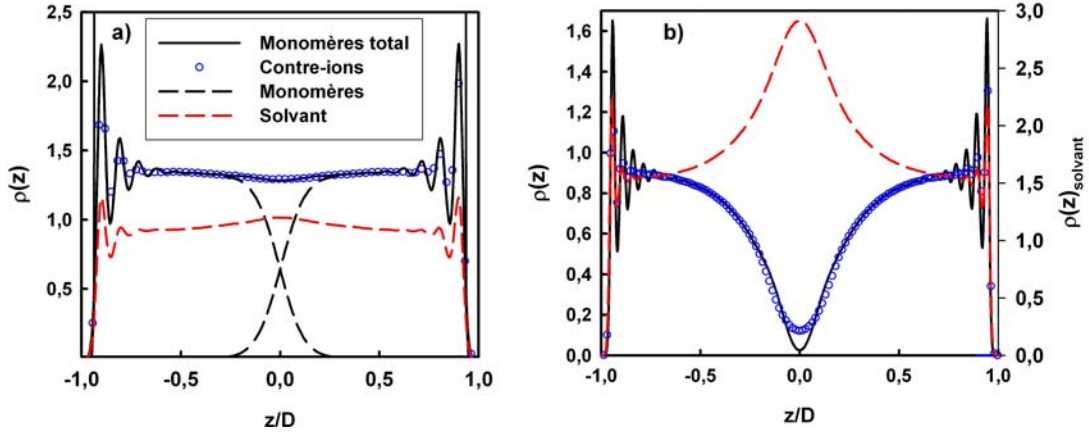 a)
Monomères total
Contre-ions
Monomères
Solvant
ρ(z)
2,5
2,0
1,5
1,0
0,5
-1,0 -0,5 0,0 0,5 1,0
z/D
b)
ρ(z)
1,6
1,4
1,2
1,0
0,8
0,6
0,4
0,2
0,0
-1,0 -0,5 0,0 0,5 1,0
z/D
3,0
2,5
2,0
1,5
1,0
0,5
0,0
ρ(z)solvant